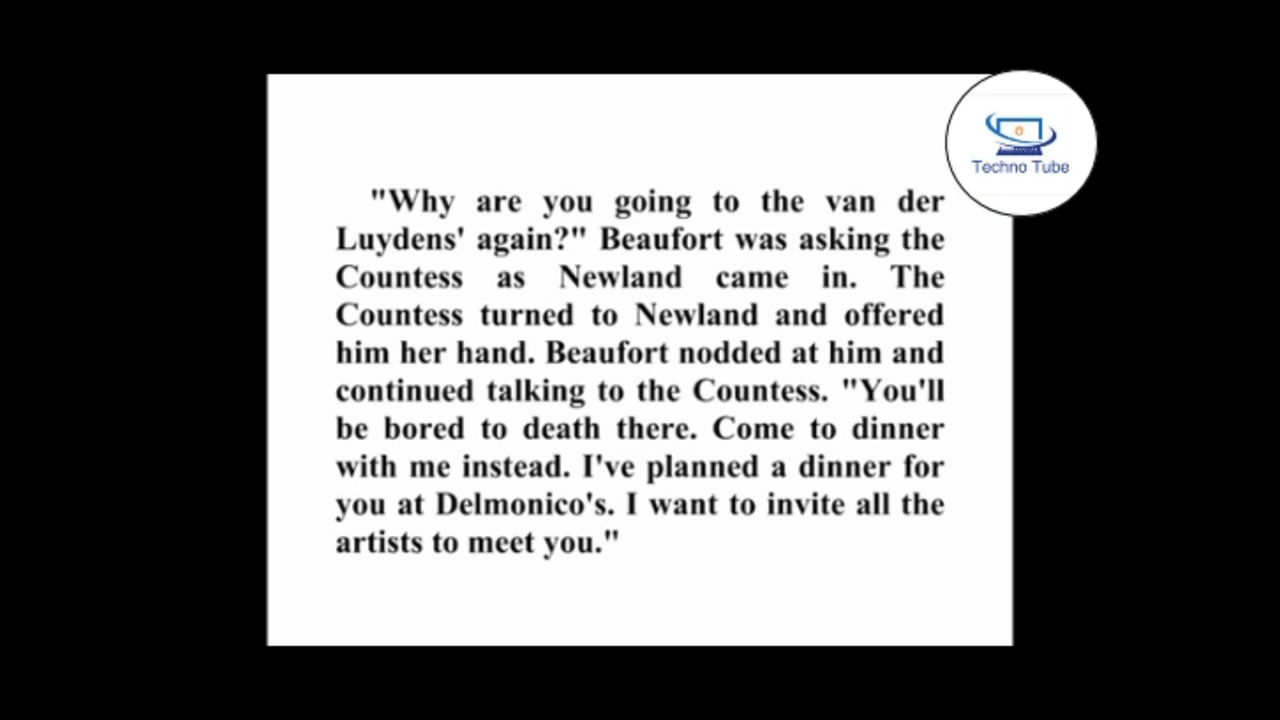 "Why are you going to the van der
Luydens' again?" Beaufort was asking the
Countess as Newland came in. The
Countess turned to Newland and offered
him her hand. Beaufort nodded at him and
continued talking to the Countess. "You'll
be bored to death there. Come to dinner
with me instead. I've planned a dinner for
you at Delmonico's. I want to invite all the
artists to meet you."
Techno Tube